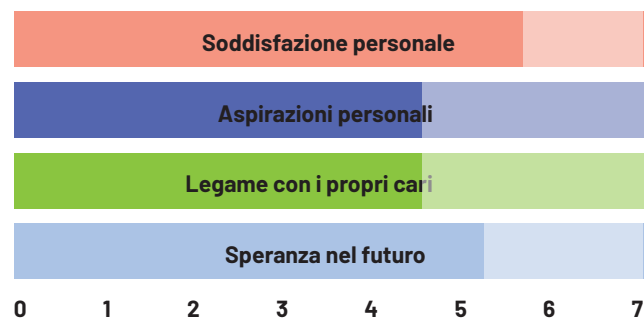 Soddisfazione personale
Aspirazioni personali
Legame con i propri cari
Speranza nel futuro
0 1 2 3 4 5 6 7